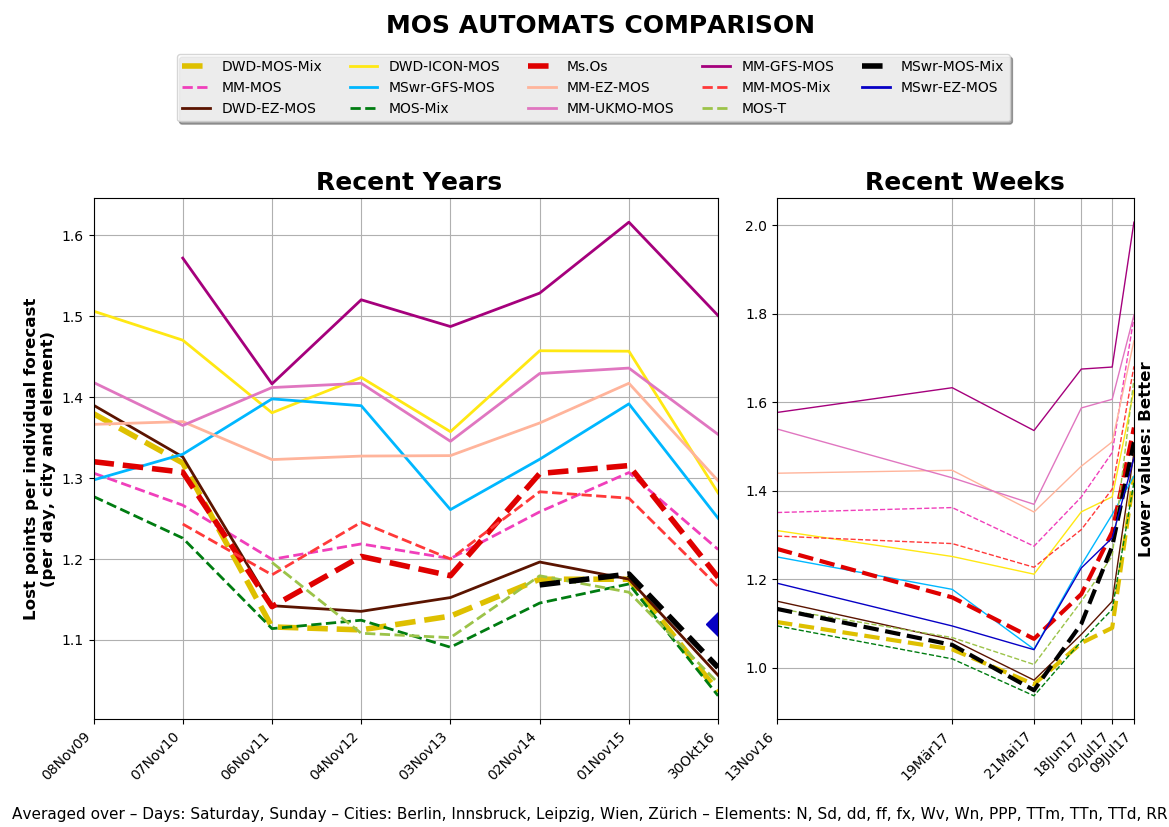 MOS AUTOMATS COMPARISON
DWD-MOS-Mix DWD-ICON-MOS Ms.Os MM-GFS-MOS MSwr-MOS-Mix
MM-MOS MSwr-GFS-MOS MM-EZ-MOS MM-MOS-Mix MSwr-EZ-MOS
DWD-EZ-MOS MOS-Mix MM-UKMO-MOS MOS-T
Recent Years
Lost points per individual forecast
(per day, city and element)
1.6
1.5
1.4
1.3
1.2
1.1
08Nov09 07Nov10 06Nov11 04Nov12 03Nov13 02Nov14 01Nov15 30Okt16
Recent Weeks
2.0
1.8
1.6
1.4
1.2
1.0
13Nov16 19Mär17 21Mai17 18Jun17 02Jul17 09Jul17
Lower values: Better
Averaged over – Days: Saturday, Sunday – Cities: Berlin, Innsbruck, Leipzig, Wien, Zürich – Elements: N, Sd, dd, ff, fx, Wv, Wn, PPP, TTm, TTn, TTd, RR